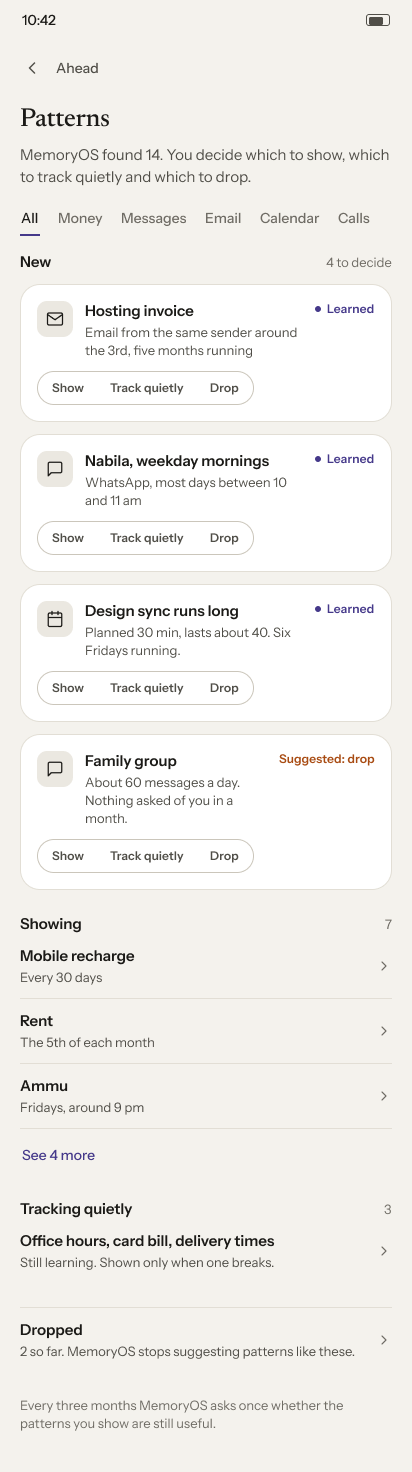 10:42
Ahead
Patterns
MemoryOS found 14. You decide which to show, which
to track quietly and which to drop.
All Money Messages Email Calendar Calls
New 4 to decide
Hosting invoice Learned
Email from the same sender around
the 3rd, five months running
Show Track quietly Drop
Nabila, weekday mornings Learned
WhatsApp, most days between 10
and 11 am
Show Track quietly Drop
Design sync runs long Learned
Planned 30 min, lasts about 40. Six
Fridays running.
Show Track quietly Drop
Family group Suggested: drop
About 60 messages a day.
Nothing asked of you in a
month.
Show Track quietly Drop
Showing 7
Mobile recharge
Every 30 days
Rent
The 5th of each month
Ammu
Fridays, around 9 pm
See 4 more
Tracking quietly 3
Office hours, card bill, delivery times
Still learning. Shown only when one breaks.
Dropped
2 so far. MemoryOS stops suggesting patterns like these.
Every three months MemoryOS asks once whether the
patterns you show are still useful.